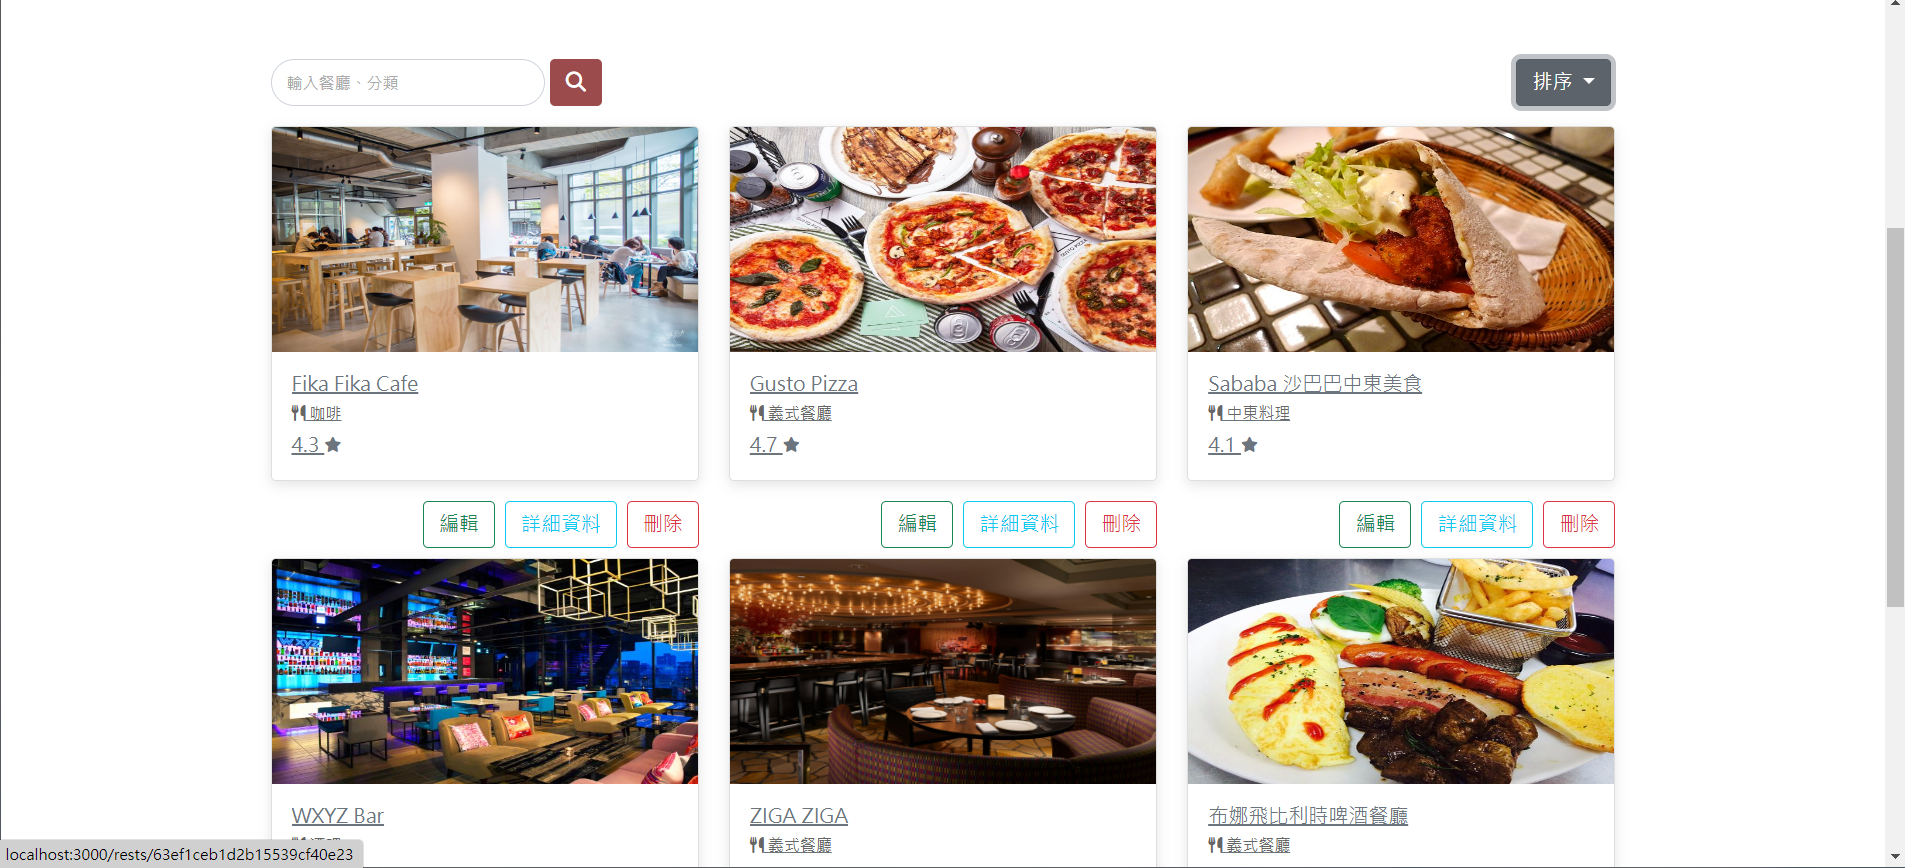 輸入餐廳、分類
排序
Fika Fika Cafe
咖啡
4.3
Gusto Pizza
義式餐廳
4.7
Sababa 沙巴巴中東美食
中東料理
4.1
編輯 詳細資料 刪除
編輯 詳細資料 刪除
編輯 詳細資料 刪除
WXYZ Bar
ZIGA ZIGA
義式餐廳
布娜飛比利時啤酒餐廳
義式餐廳
localhost:3000/rests/63ef1ceb1d2b15539cf40e23